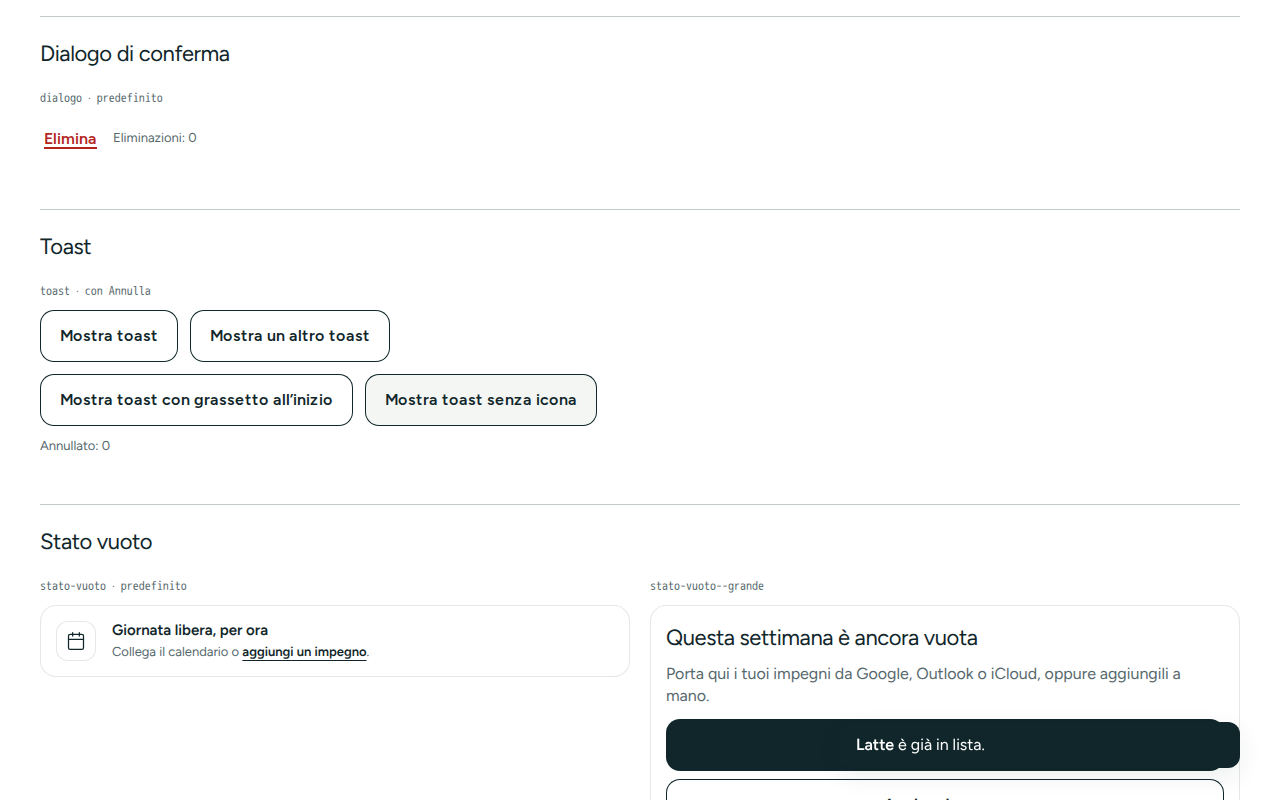 Dialogo di conferma
dialogo · predefinito
Elimina
Eliminazioni: 0
Toast
toast · con Annulla
Mostra toast
Mostra un altro toast
Mostra toast con grassetto all’inizio
Mostra toast senza icona
Annullato: 0
Stato vuoto
stato-vuoto · predefinito
Giornata libera, per ora
Collega il calendario o aggiungi un impegno.
stato-vuoto--grande
Questa settimana è ancora vuota
Porta qui i tuoi impegni da Google, Outlook o iCloud, oppure aggiungili a
mano.
Latte è già in lista.